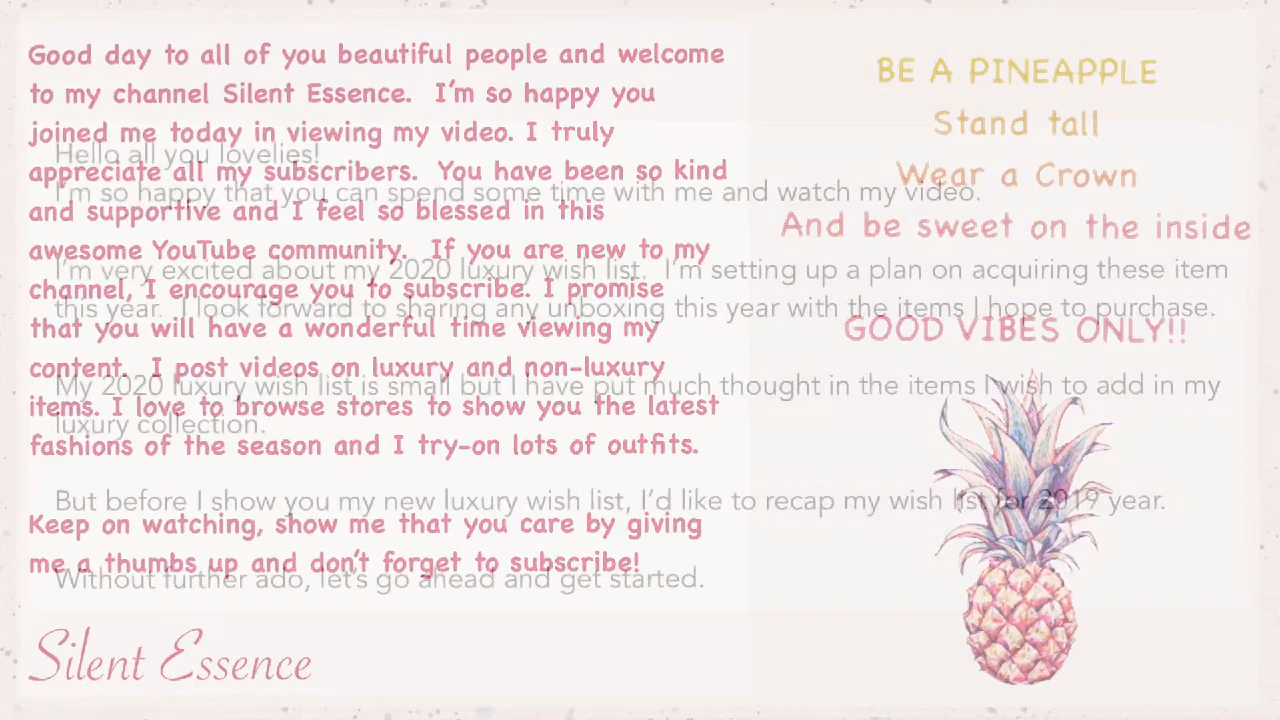 Good day to all of you beautiful people and welcome
to my channel Silent Essence. I'm so happy you
joined me today in viewing my video. I truly
appreciate all my subscribers. You have been so kind
and supportive and I feel so blessed in this
awesome YouTube community. If you are new to my
channel, I encourage you to subscribe. I promise
that you will have a wonderful time viewing my
content. I post videos on luxury and non-luxury
items. I love to browse stores to show you the latest
fashions of the season and I try-on lots of outfits.
Keep on watching, show me that you care by giving
me a thumbs up and don't forget to subscribe!
Silent Essence
BE A PINEAPPLE
Stand tall
Wear a Crown
And be sweet on the inside
GOOD VIBES ONLY!!
Hello all you lovelies!
I'm so happy that you can spend some time with me and watch my video.
I'm very excited about my 2020 luxury wish list. I'm setting up a plan on acquiring these item
this year. I look forward to sharing any unboxing this year with the items I hope to purchase.
My 2020 luxury wish list is small but I have put much thought in the items I wish to add in my
luxury collection.
But before I show you my new luxury wish list, I'd like to recap my wish list for 2019 year.
Without further ado, let's go ahead and get started.